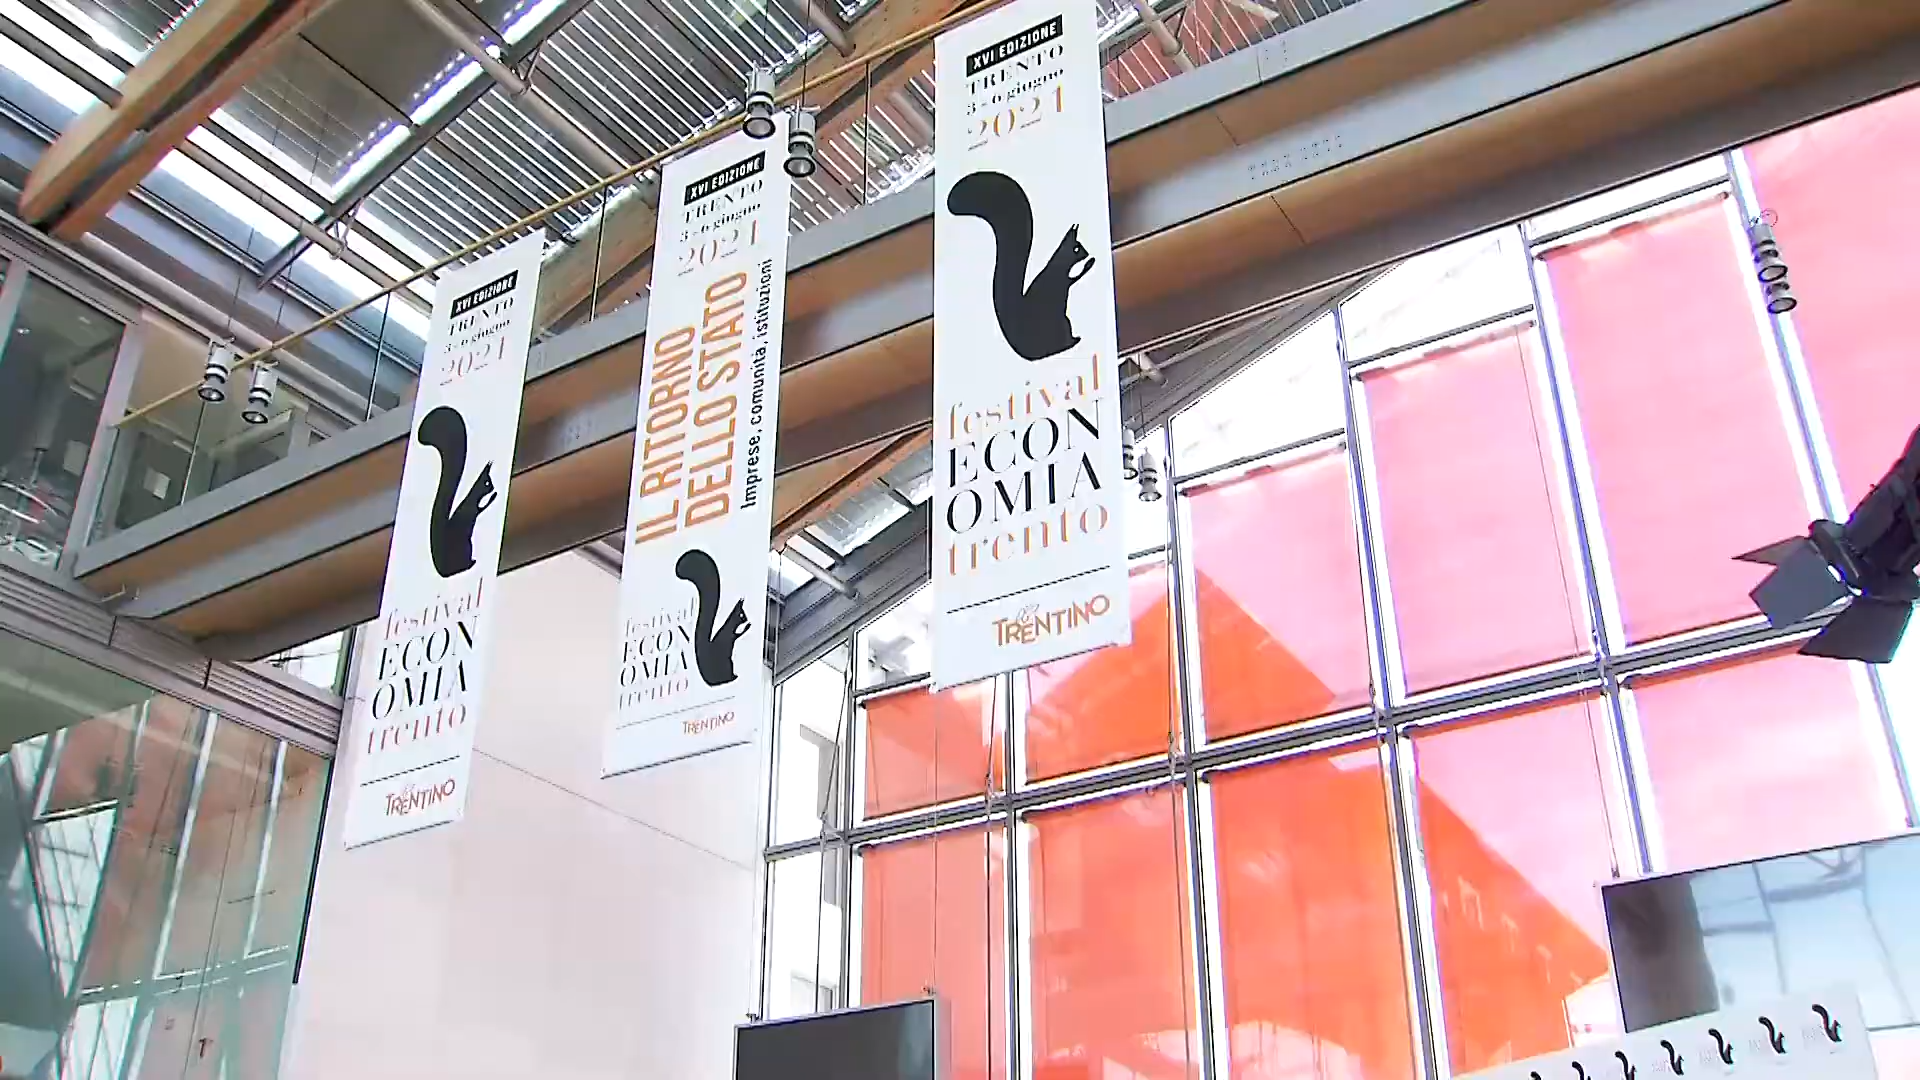 XVI EDIZIONE
TRENTO
3 - 6 giugno
2021
festival
ECON
OMIA
trento
TRENTINO
XVI EDIZIONE
TRENTO
3 - 6 giugno
2021
IL RITORNO
DELLO STATO
Imprese, comunità, istituzioni
festival
ECON
OMIA
trento
TRENTINO
XVI EDIZIONE
TRENTO
3 - 6 giugno
2021
festival
ECON
OMIA
trento
TRENTINO